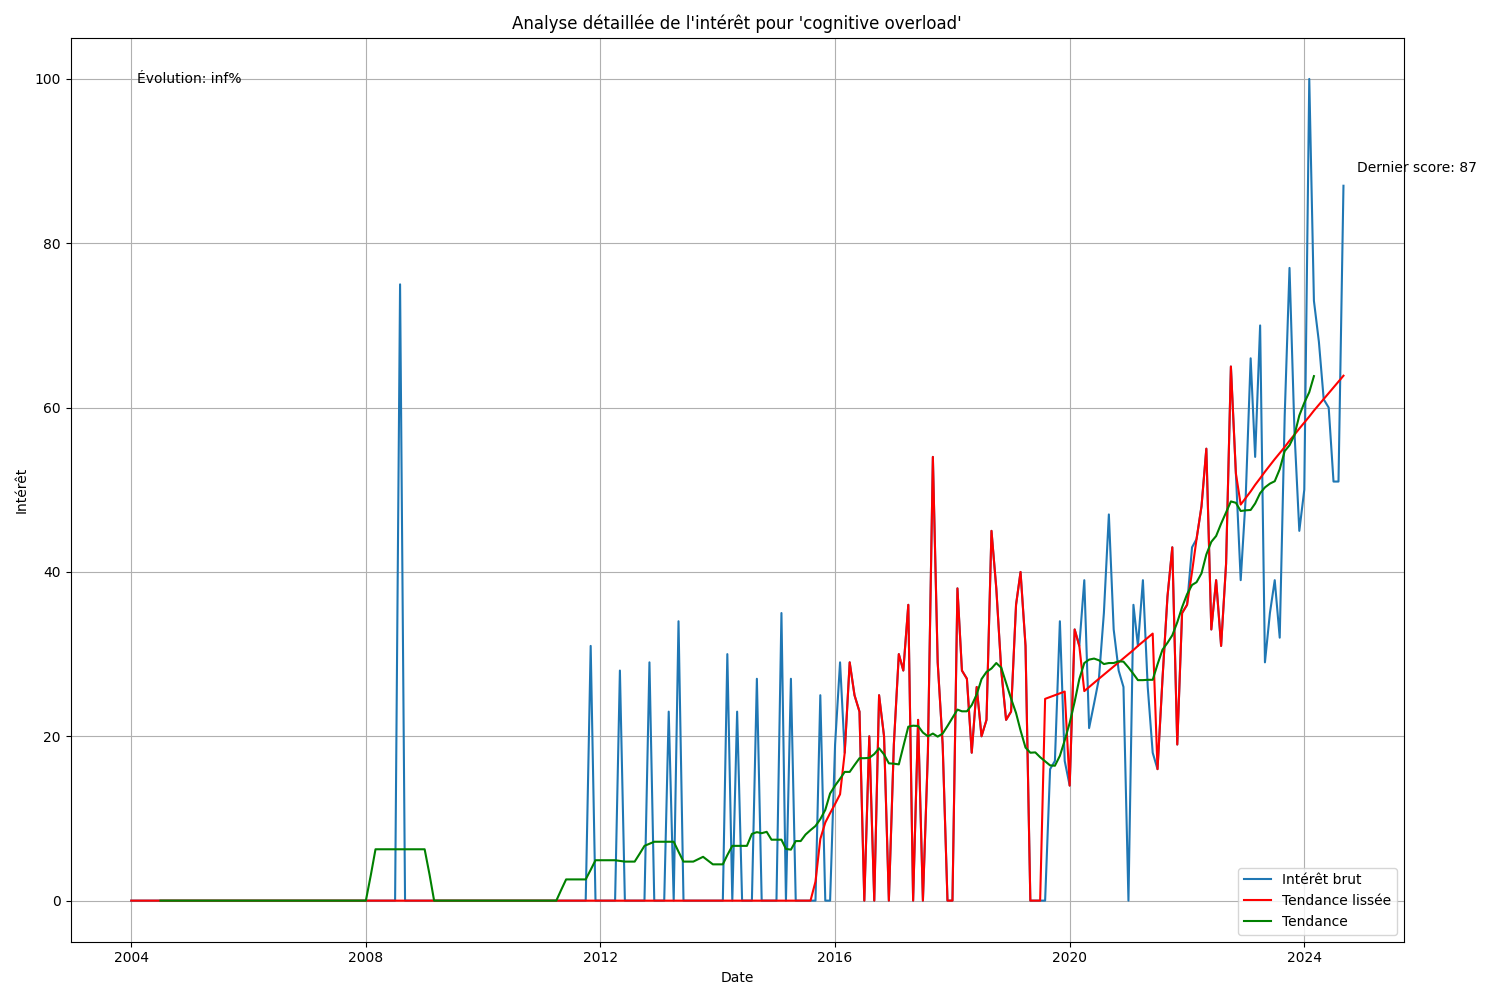 Analyse détaillée de l'intérêt pour 'cognitive overload'
Évolution: inf%
Dernier score: 87
Intérêt
100
80
60
40
20
0
2004
2008
2012
2016
2020
2024
Date
Intérêt brut
Tendance lissée
Tendance